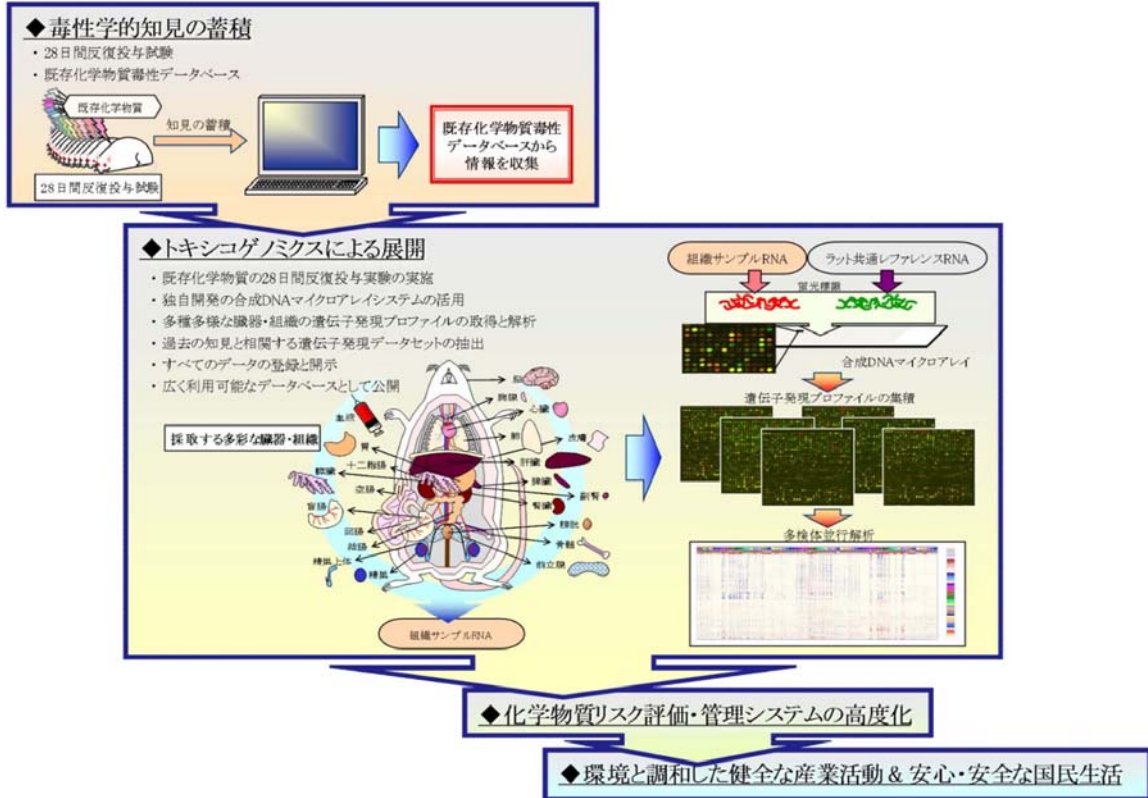 ◆毒性学的知見の蓄積
・28日間反復投与試験
・既存化学物質毒性データベース
既存化学物質
知見の蓄積
28日間反復投与試験
既存化学物質毒性
データベースから
情報を収集
◆トキシコゲノミクスによる展開
・既存化学物質の28日間反復投与実験の実施
・独自開発の合成DNAマイクロアレイシステムの活用
・多種多様な臓器・組織の遺伝子発現プロファイルの取得と解析
・過去の知見と相関する遺伝子発現データセットの抽出
・すべてのデータの登録と開示
・広く利用可能なデータベースとして公開
採取する多彩な臓器・組織
脳
胸腺
心臓
血液
肺
皮膚
胃
十二指腸
肝臓
膵臓
脾臓
空腸
副腎
腎臓
盲腸
回腸
膀胱
結腸
骨髄
精巣上体
精巣
前立腺
組織サンプルRNA
組織サンプルRNA
ラット共通レファレンスRNA
蛍光標識
合成DNAマイクロアレイ
遺伝子発現プロファイルの集積
多検体並行解析
◆化学物質リスク評価・管理システムの高度化
◆環境と調和した健全な産業活動 & 安心・安全な国民生活